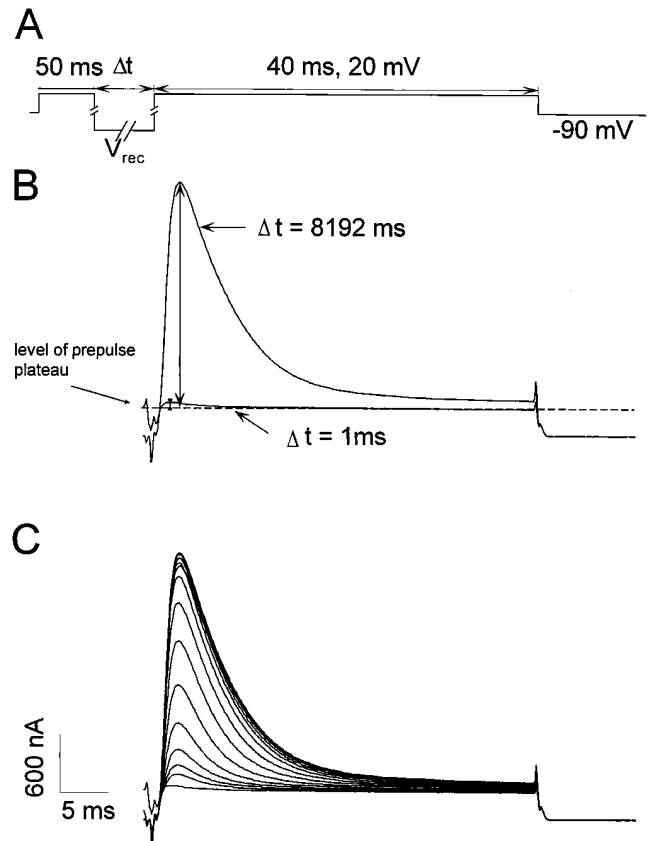 A
50 ms Δt
40 ms, 20 mV
Vrec
-90 mV
B
Δt = 8192 ms
level of prepulse
plateau
Δt = 1ms
C
600 nA
5 ms